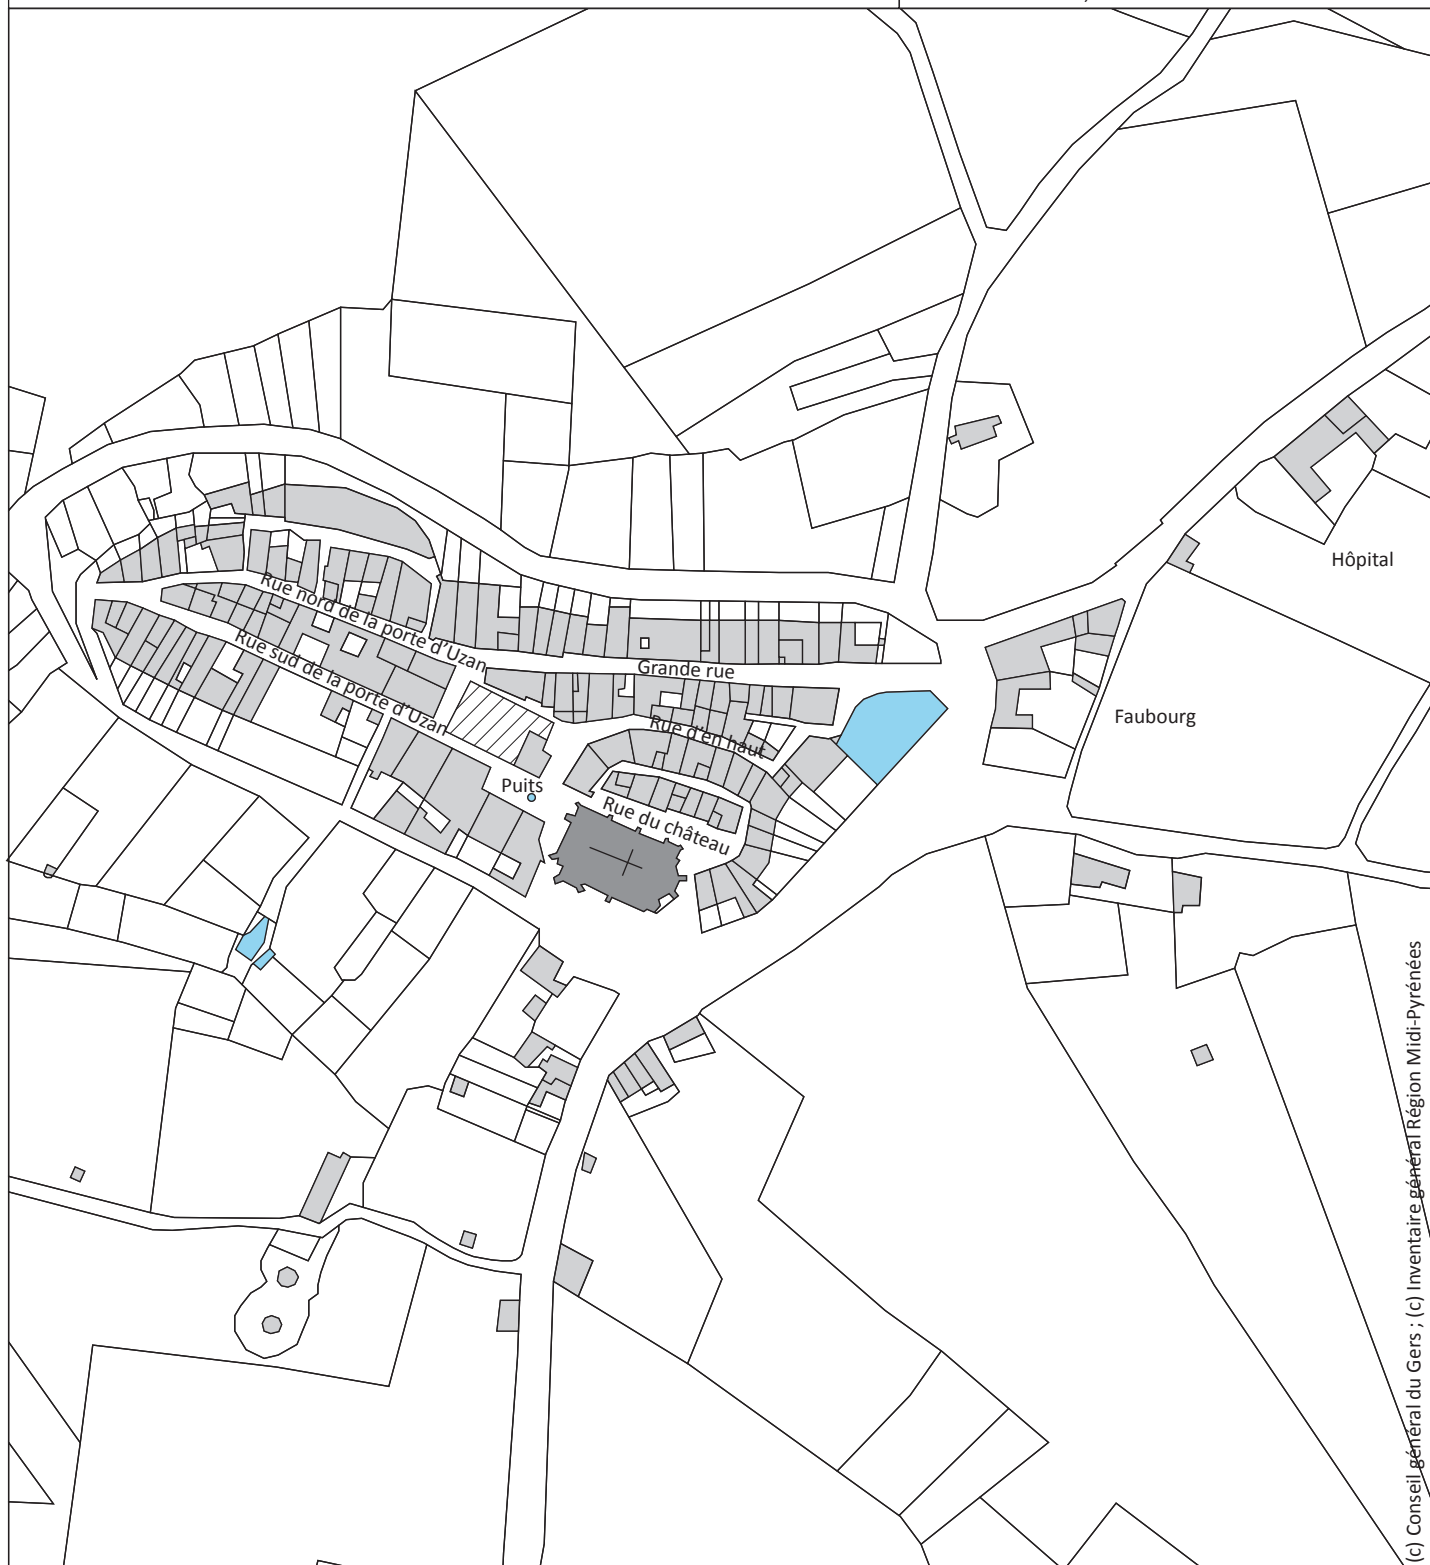 Hôpital
Rue nord de la porte d'Uzan
Rue sud de la porte d'Uzan
Grande rue
Faubourg
Rue d'en haut
Puits
Rue du château
(c) Conseil général du Gers ; (c) Inventaire général Région Midi-Pyrénées